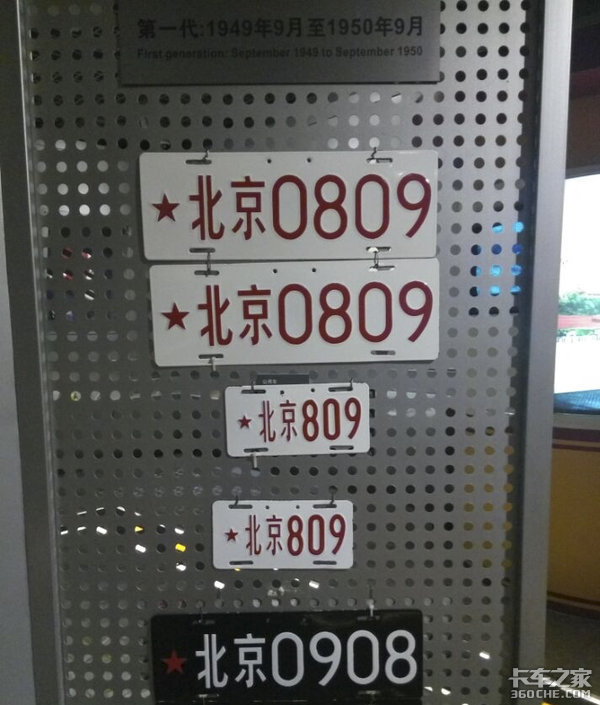 第一代:1949年9月至1950年9月
First generation: September 1949 to September 1950
★北京0809
★北京0809
★北京809
★北京809
★北京0908
卡车之家
360CHE.COM